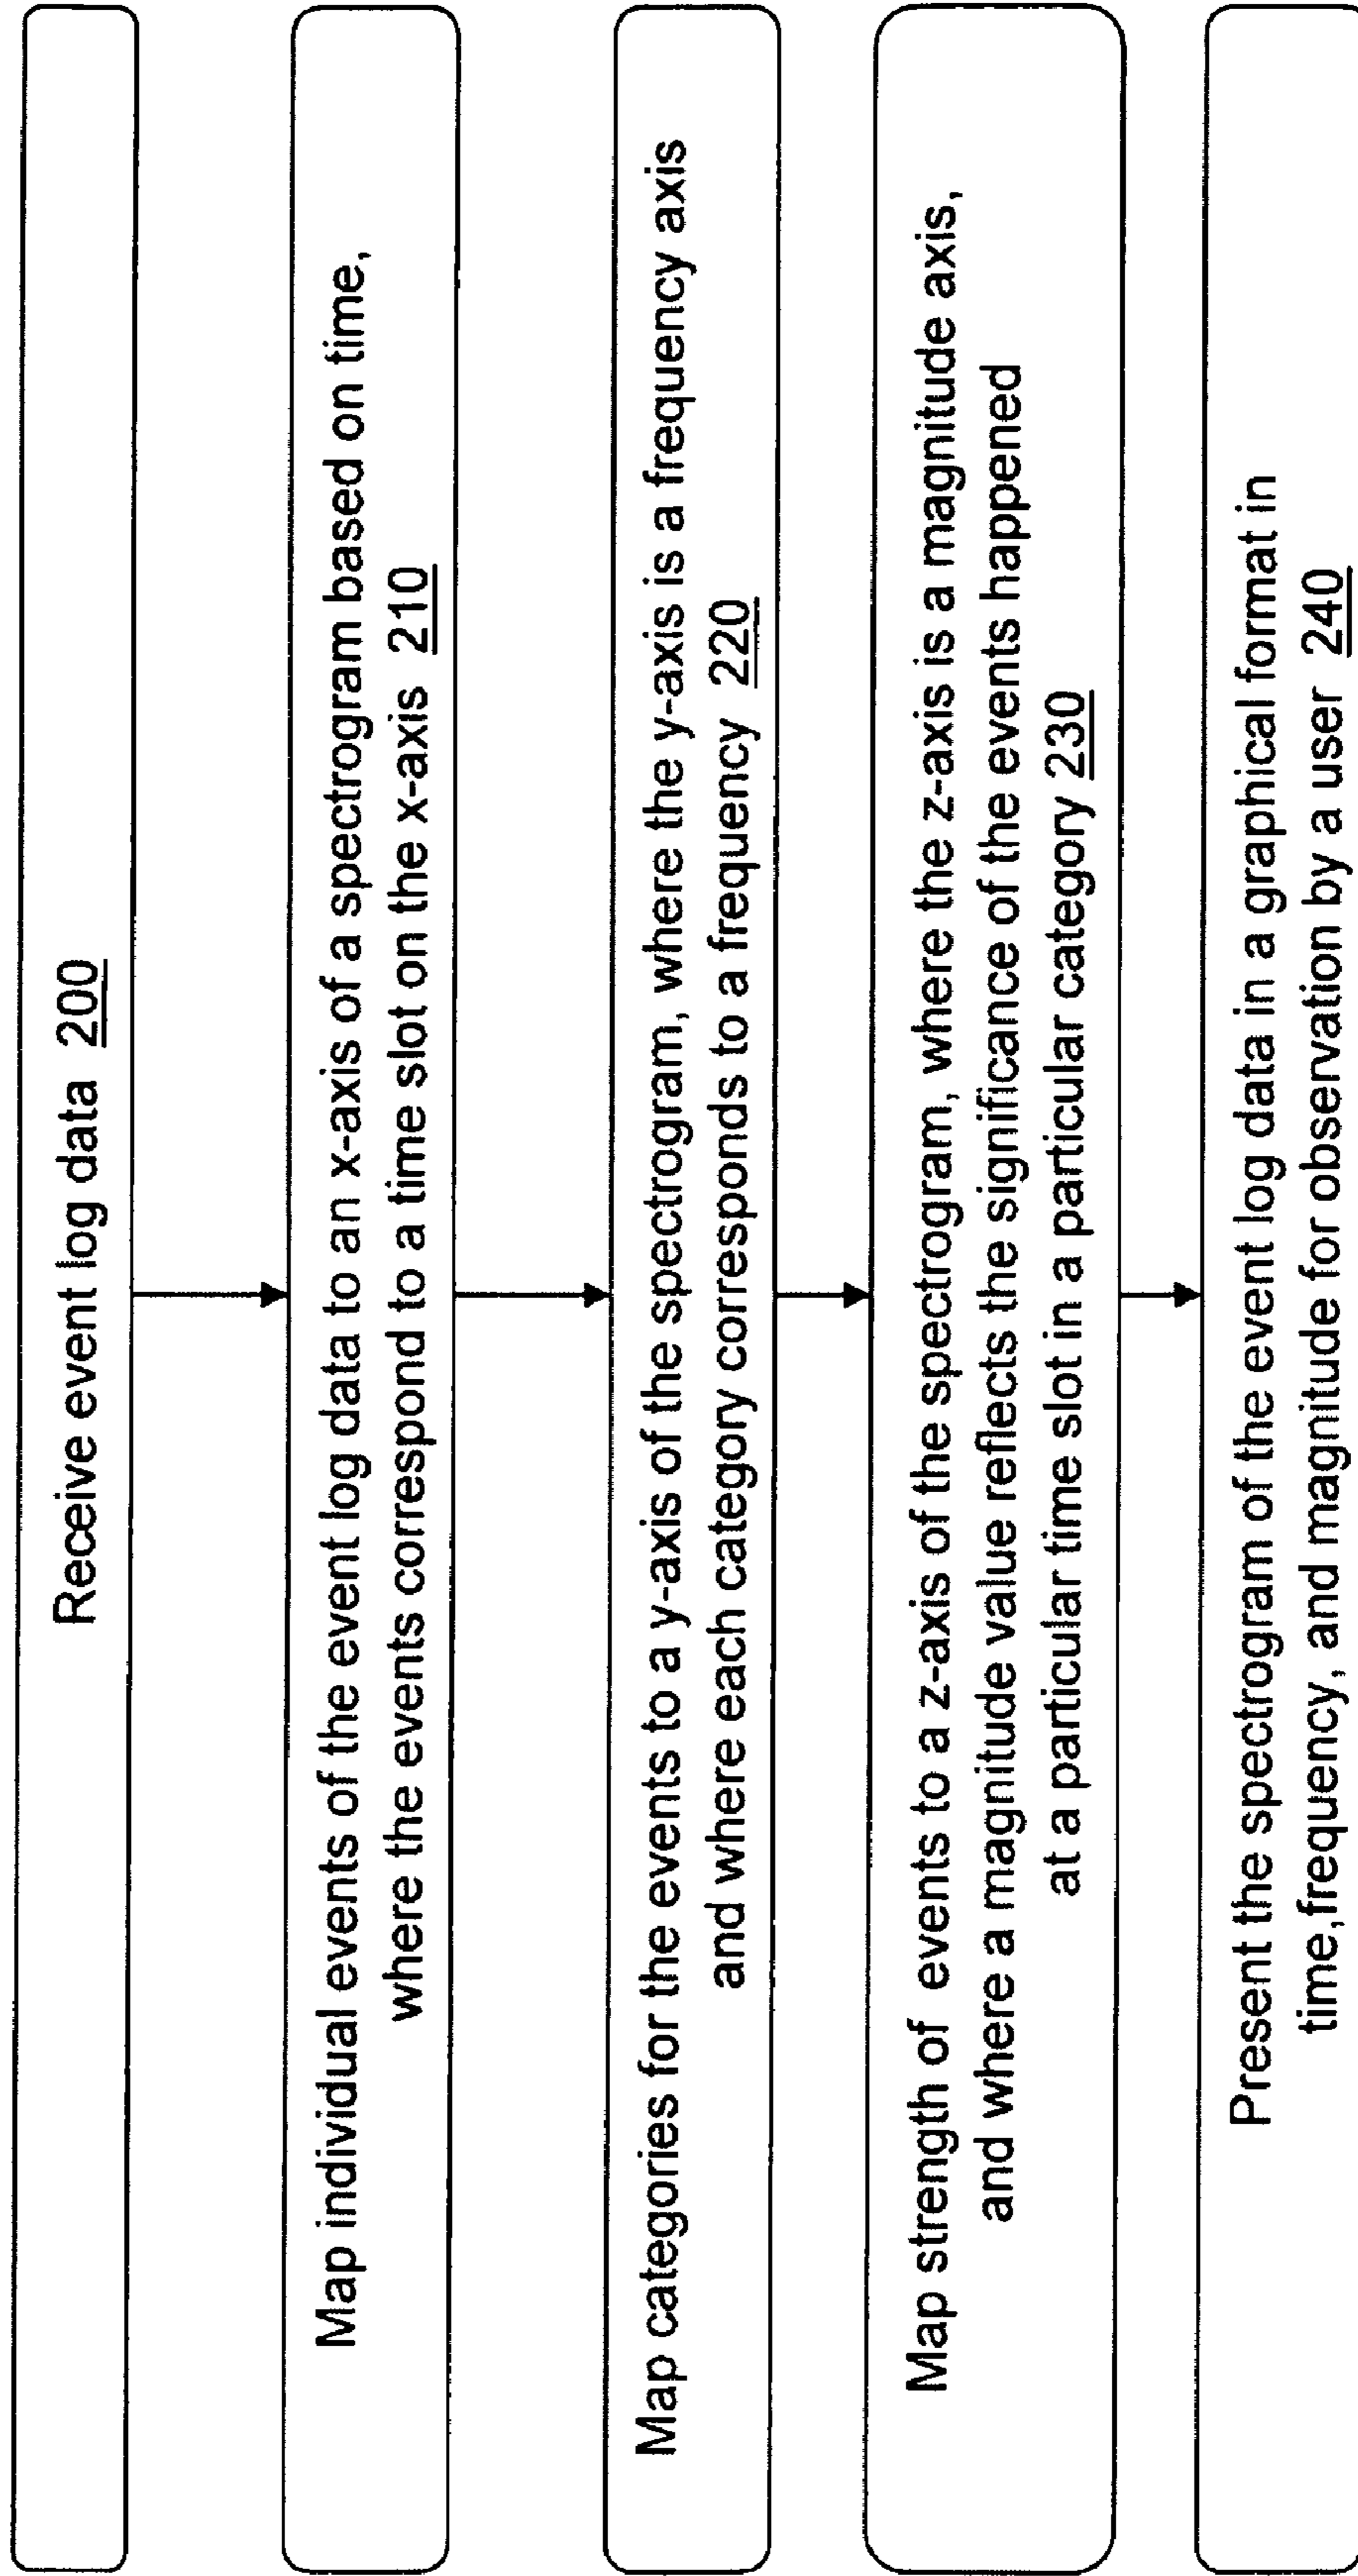 Receive event log data 200
Map individual events of the event log data to an x-axis of a spectrogram based on time,
where the events correspond to a time slot on the x-axis 210
Map categories for the events to a y-axis of the spectrogram, where the y-axis is a frequency axis
and where each category corresponds to a frequency 220
Map strength of events to a z-axis of the spectrogram, where the z-axis is a magnitude axis,
and where a magnitude value reflects the significance of the events happened
at a particular time slot in a particular category 230
Present the spectrogram of the event log data in a graphical format in
time,frequency, and magnitude for observation by a user 240